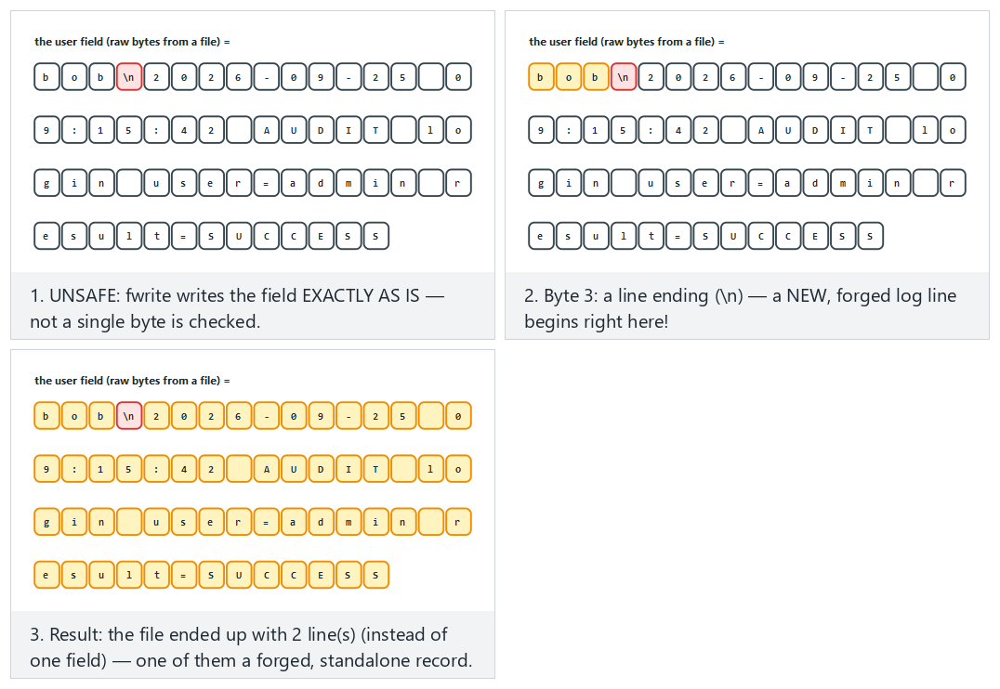 the user field (raw bytes from a file) =
b o b \n 2 0 2 6 - 0 9 - 2 5 0
9 : 1 5 : 4 2 A U D I T l o
g i n u s e r = a d m i n r
e s u l t = S U C C E S S
1. UNSAFE: fwrite writes the field EXACTLY AS IS —
not a single byte is checked.
the user field (raw bytes from a file) =
b o b \n 2 0 2 6 - 0 9 - 2 5 0
9 : 1 5 : 4 2 A U D I T l o
g i n u s e r = a d m i n r
e s u l t = S U C C E S S
2. Byte 3: a line ending (\n) — a NEW, forged log line
begins right here!
the user field (raw bytes from a file) =
b o b \n 2 0 2 6 - 0 9 - 2 5 0
9 : 1 5 : 4 2 A U D I T l o
g i n u s e r = a d m i n r
e s u l t = S U C C E S S
3. Result: the file ended up with 2 line(s) (instead of
one field) — one of them a forged, standalone record.